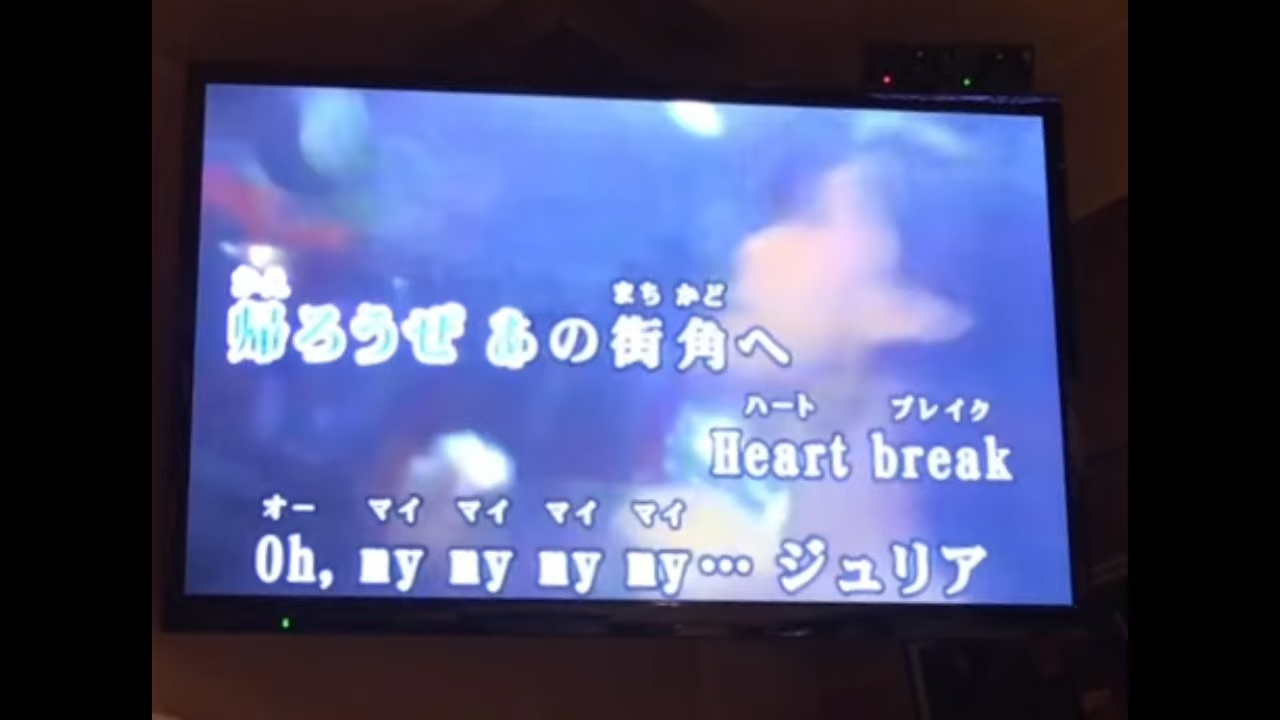 かえ
帰ろうぜ あの街角へ
まち かど
ハート ブレイク
Heart break
オー マイ マイ マイ マイ
Oh, my my my my… ジュリア